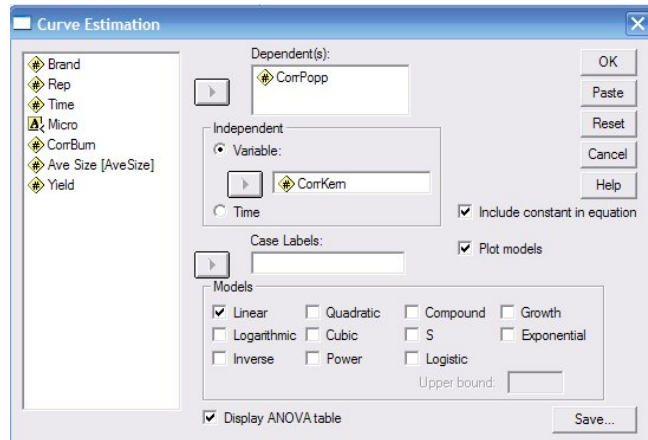 Curve Estimation
Brand
Rep
Time
Micro
CorrBurn
Ave Size [AveSize]
Yield
Dependent(s):
CorrPopp
Independent
Variable:
CorrKern
Time
Case Labels:
Models
Linear Quadratic Compound Growth
Logarithmic Cubic S Exponential
Inverse Power Logistic
Upper bound:
Display ANOVA table
OK
Paste
Reset
Cancel
Help
Include constant in equation
Plot models
Save...